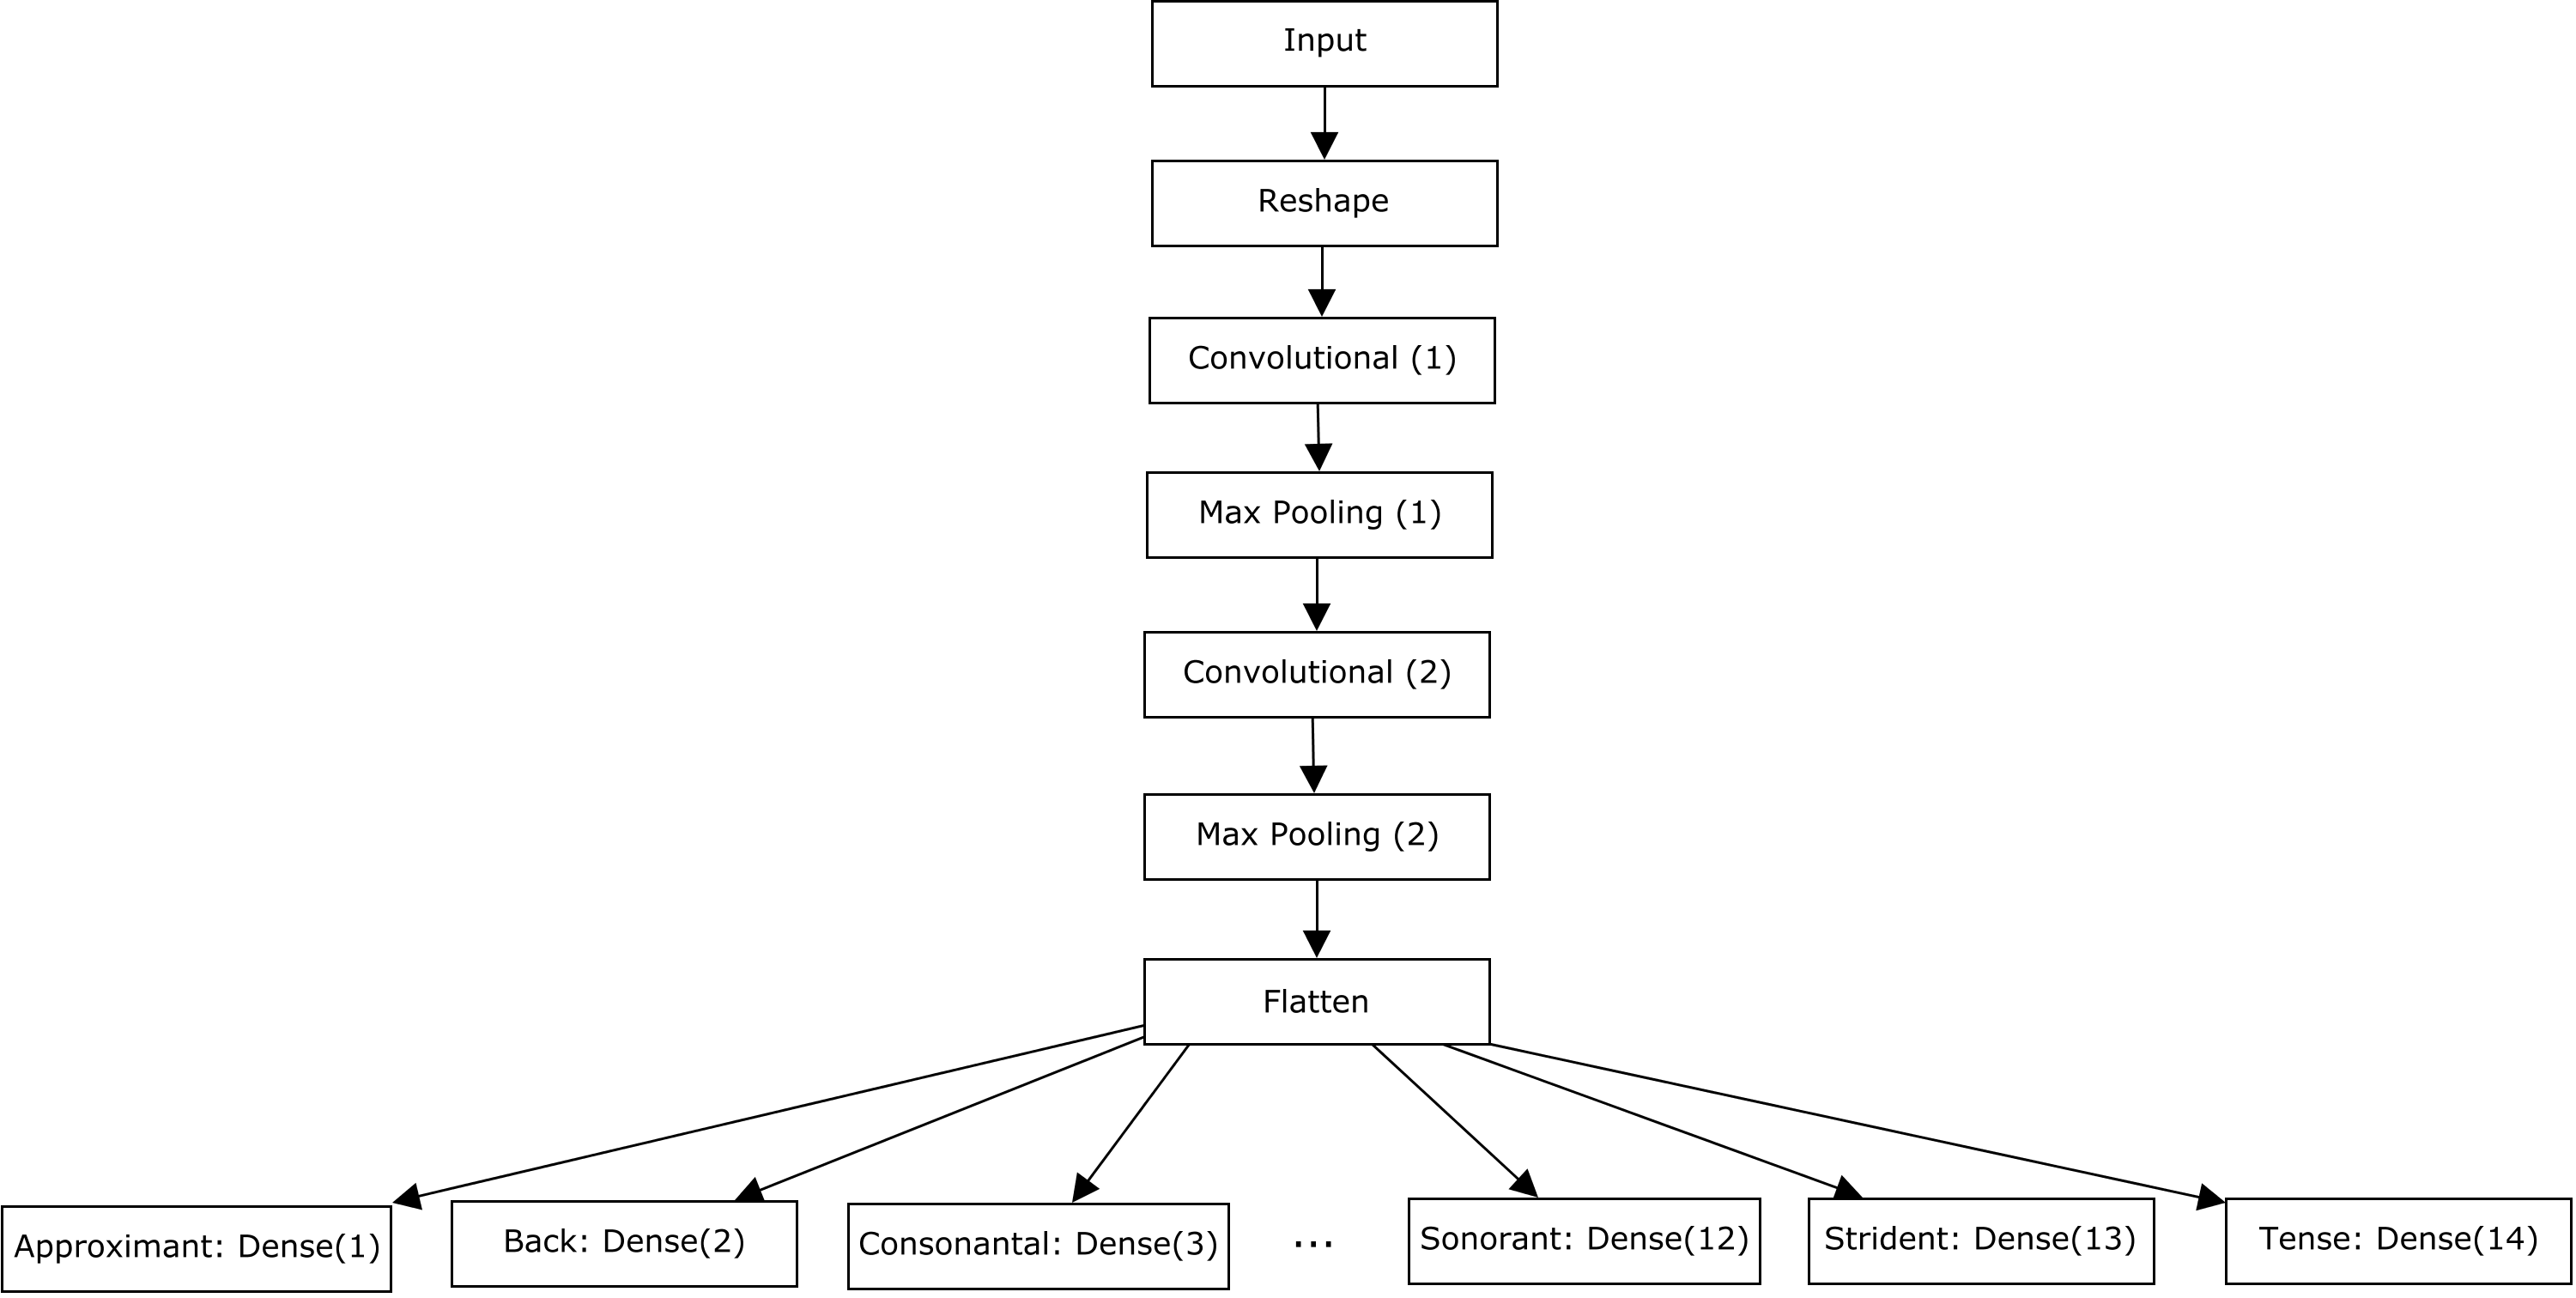 Input
Reshape
Convolutional (1)
Max Pooling (1)
Convolutional (2)
Max Pooling (2)
Flatten
Approximant: Dense(1)
Back: Dense(2)
Consonantal: Dense(3)
...
Sonorant: Dense(12)
Strident: Dense(13)
Tense: Dense(14)